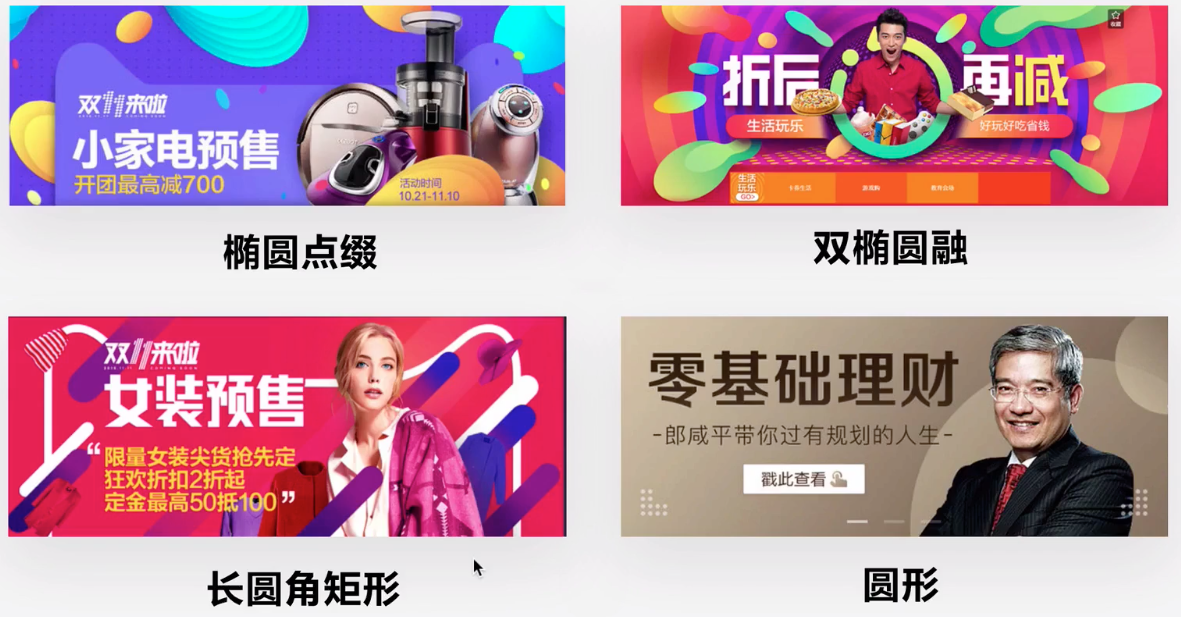 双11来啦
小家电预售
开团最高减700
活动时间
10.21-11.10
椭圆点缀
收藏
折后 再减
生活玩乐
好玩好吃省钱
生活
玩乐
GO>
游戏购
双椭圆融
双11来啦
女装预售
“限量女装尖货抢先定
狂欢折扣2折起
定金最高50抵100”
长圆角矩形
零基础理财
-郎咸平带你过有规划的人生-
戳此查看
圆形